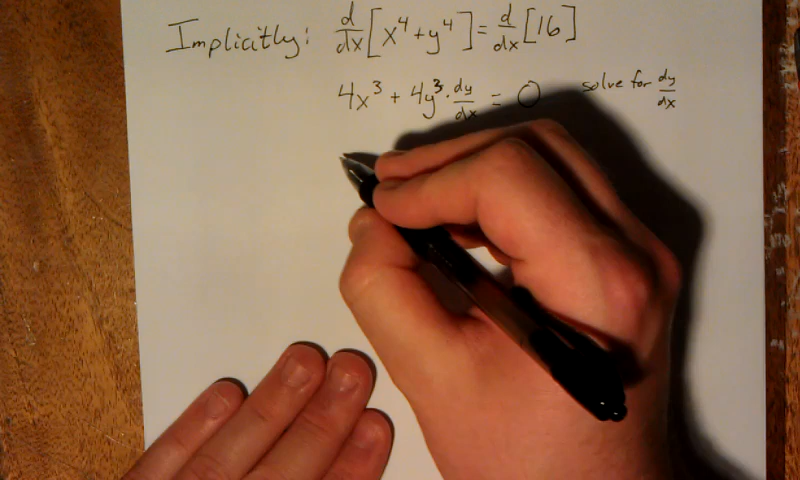 Implicitly: d/dx [x⁴ + y⁴] = d/dx [16]
4x³ + 4y³ · dy/dx = 0 solve for dy/dx